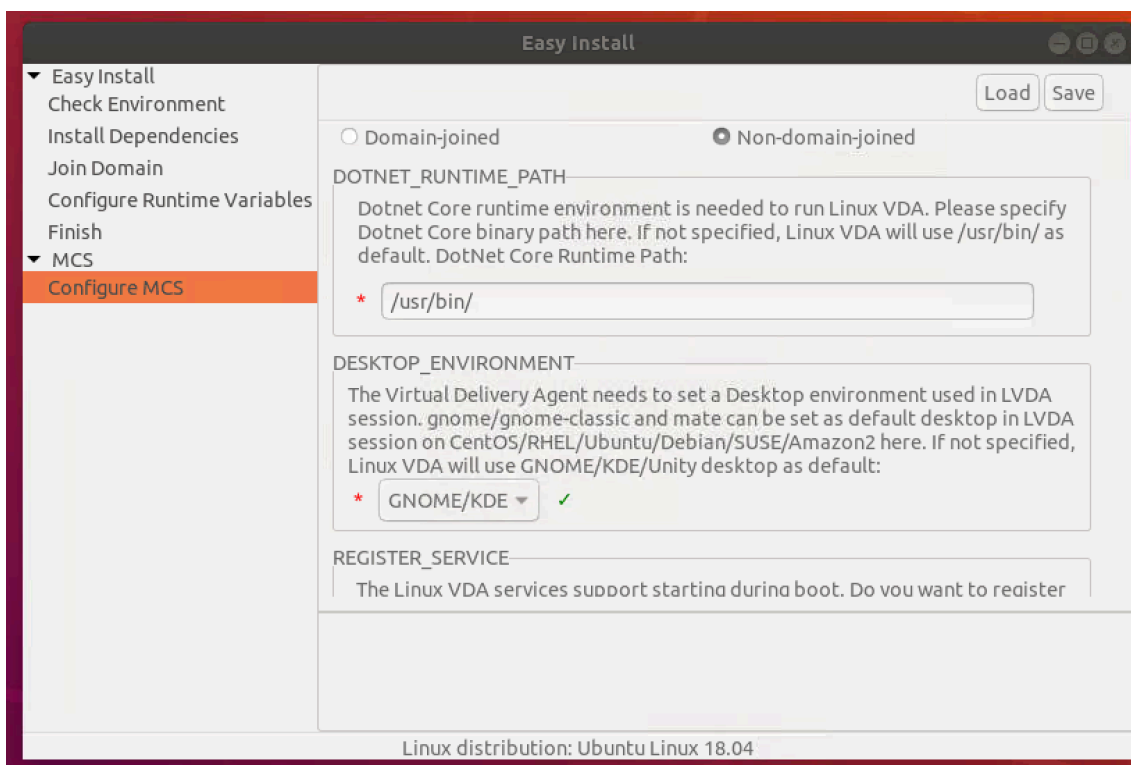 Easy Install
Easy Install
Check Environment
Install Dependencies
Join Domain
Configure Runtime Variables
Finish
MCS
Configure MCS
Load Save
Domain-joined Non-domain-joined
DOTNET_RUNTIME_PATH
Dotnet Core runtime environment is needed to run Linux VDA. Please specify
Dotnet Core binary path here. If not specified, Linux VDA will use /usr/bin/ as
default. DotNet Core Runtime Path:
* /usr/bin/
DESKTOP_ENVIRONMENT
The Virtual Delivery Agent needs to set a Desktop environment used in LVDA
session. gnome/gnome-classic and mate can be set as default desktop in LVDA
session on CentOS/RHEL/Ubuntu/Debian/SUSE/Amazon2 here. If not specified,
Linux VDA will use GNOME/KDE/Unity desktop as default:
* GNOME/KDE ✓
REGISTER_SERVICE
The Linux VDA services support starting during boot. Do you want to register
Linux distribution: Ubuntu Linux 18.04